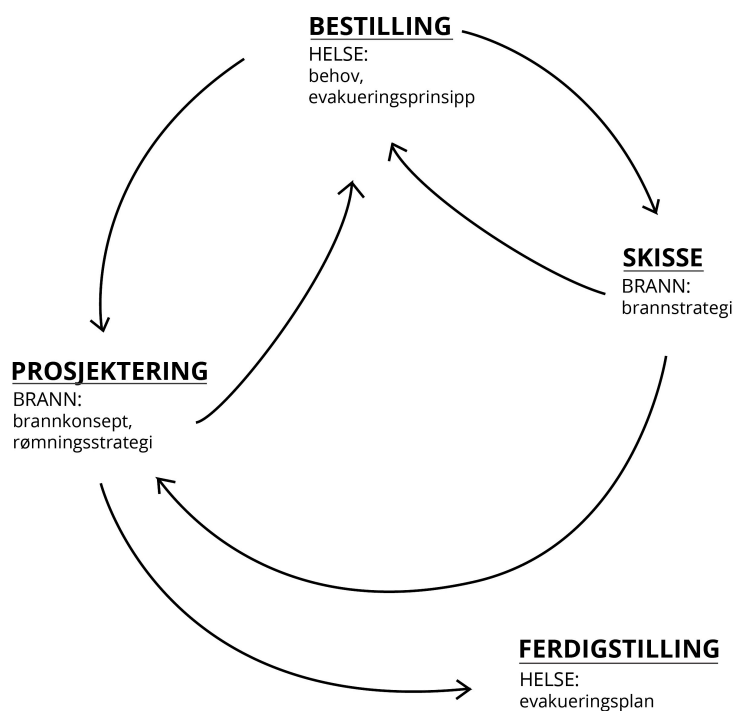 BESTILLING
HELSE:
behov,
evakueringsprinsipp
SKISSE
BRANN:
brannstrategi
PROSJEKTERING
BRANN:
brannkonsept,
rømningsstrategi
FERDIGSTILLING
HELSE:
evakueringsplan